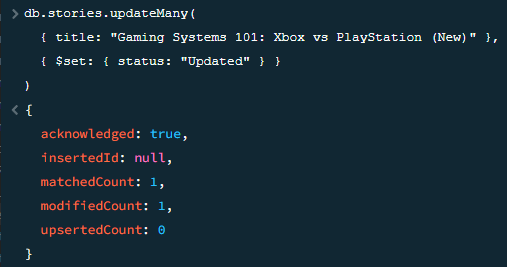 > db.stories.updateMany(
{ title: "Gaming Systems 101: Xbox vs PlayStation (New)" },
{ $set: { status: "Updated" } }
)
< {
acknowledged: true,
insertedId: null,
matchedCount: 1,
modifiedCount: 1,
upsertedCount: 0
}